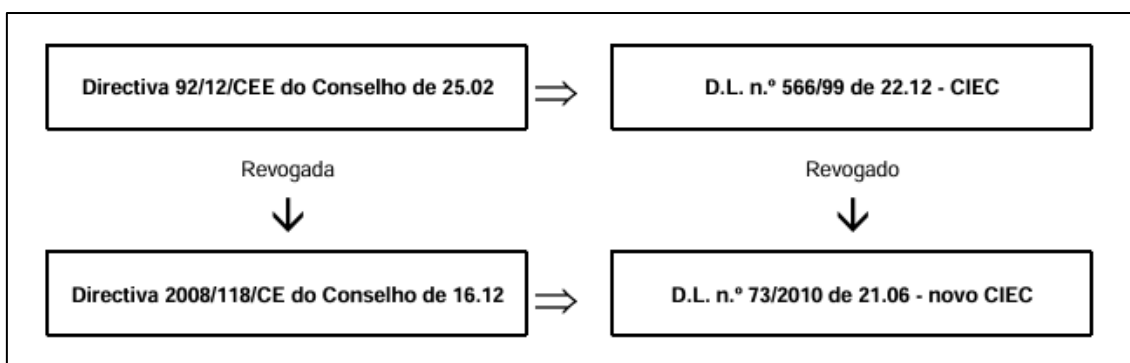 Directiva 92/12/CEE do Conselho de 25.02 ⇒ D.L. n.º 566/99 de 22.12 - CIEC
Revogada Revogado
Directiva 2008/118/CE do Conselho de 16.12 ⇒ D.L. n.º 73/2010 de 21.06 - novo CIEC